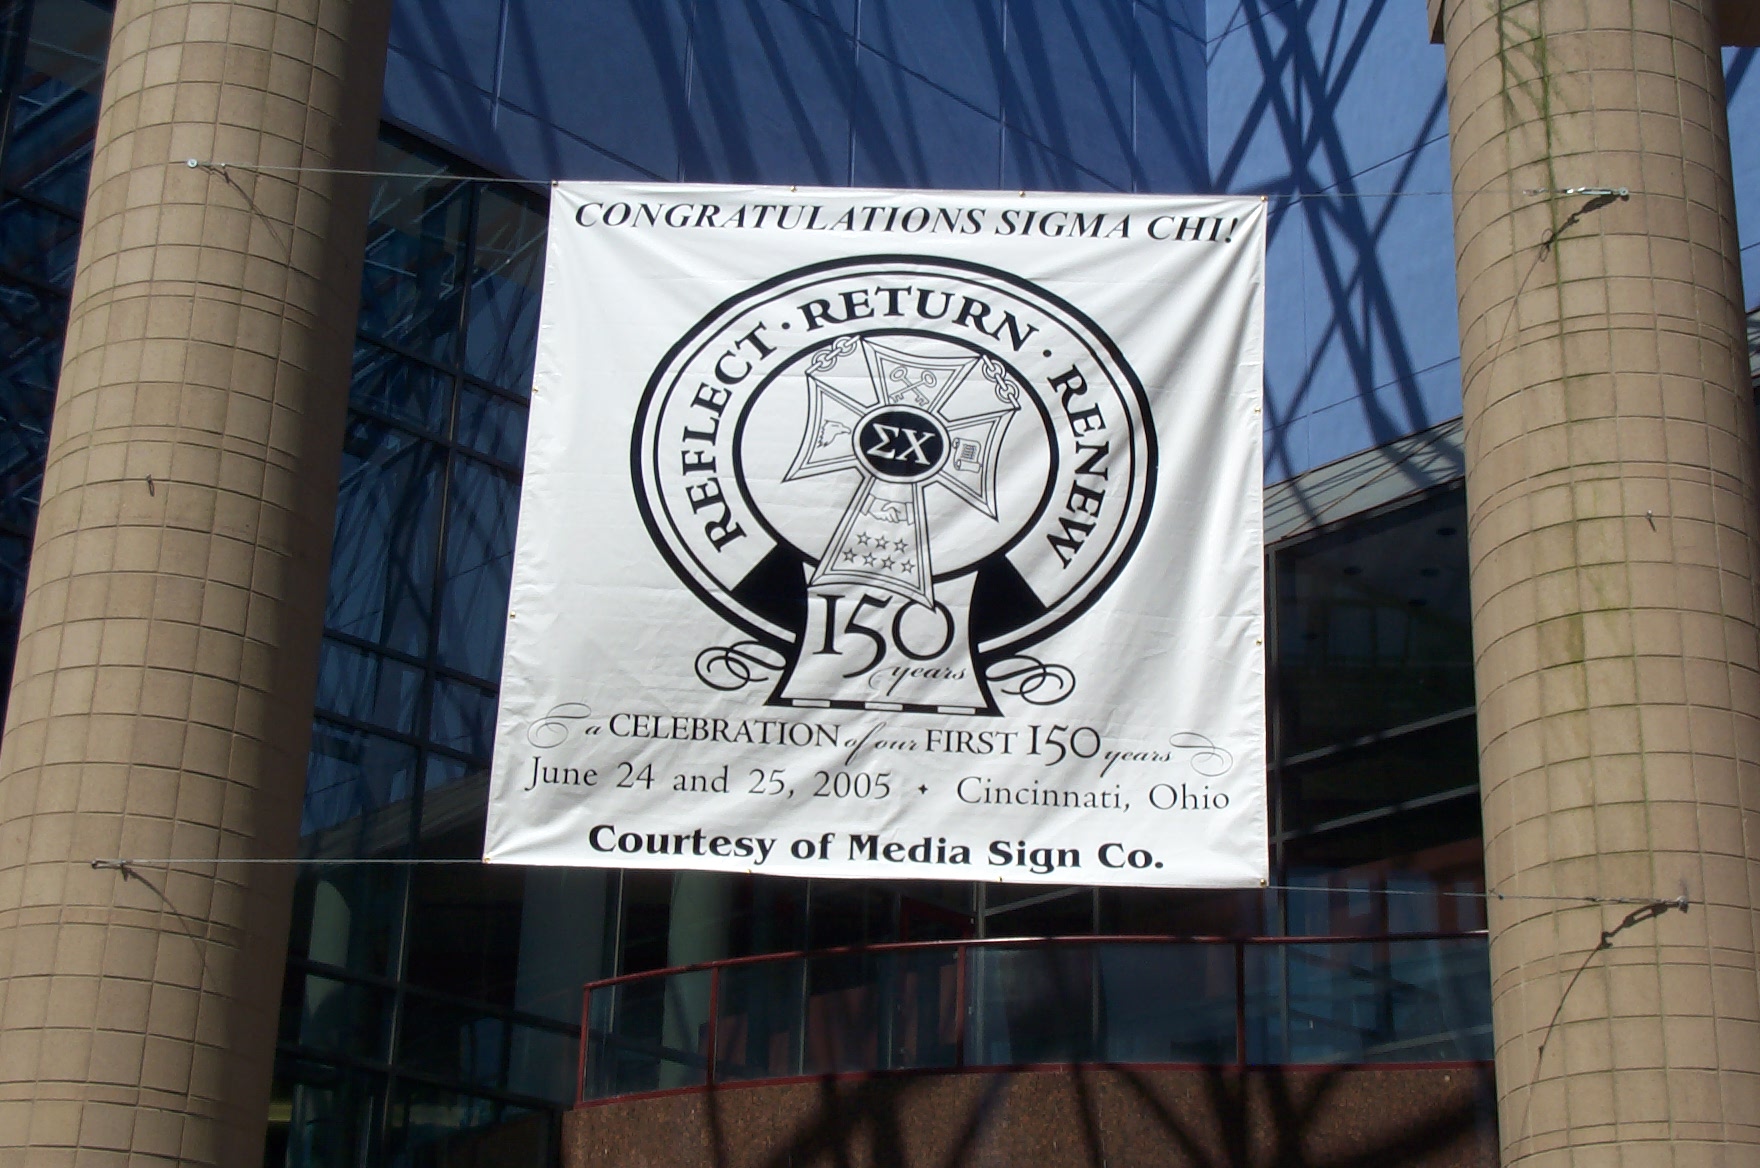 CONGRATULATIONS SIGMA CHI!
REFLECT · RETURN · RENEW
ΣΧ
150
years
a CELEBRATION of our FIRST 150 years
June 24 and 25, 2005 ✦ Cincinnati, Ohio
Courtesy of Media Sign Co.